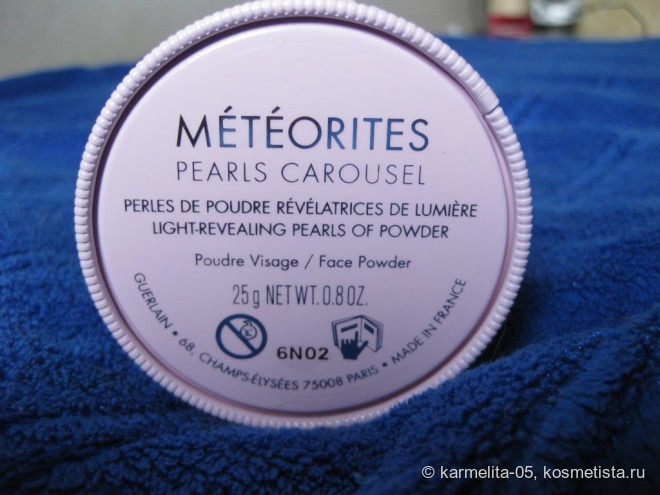 MÉTÉORITES
PEARLS CAROUSEL
PERLES DE POUDRE RÉVÉLATRICES DE LUMIÈRE
LIGHT-REVEALING PEARLS OF POWDER
Poudre Visage / Face Powder
25 g NET WT. 0.8 OZ.
6N02
GUERLAIN • 68, CHAMPS-ÉLYSÉES 75008 PARIS • MADE IN FRANCE
© karmelita-05, kosmetista.ru